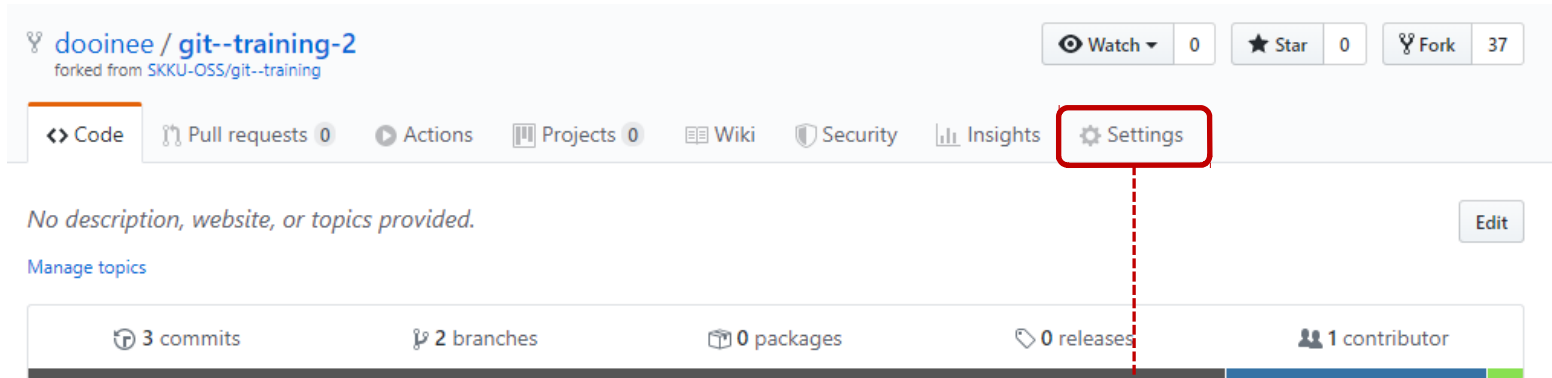 dooinee / git--training-2
forked from SKKU-OSS/git--training
Watch 0 Star 0 Fork 37
Code Pull requests 0 Actions Projects 0 Wiki Security Insights Settings
No description, website, or topics provided.
Edit
Manage topics
3 commits 2 branches 0 packages 0 releases 1 contributor